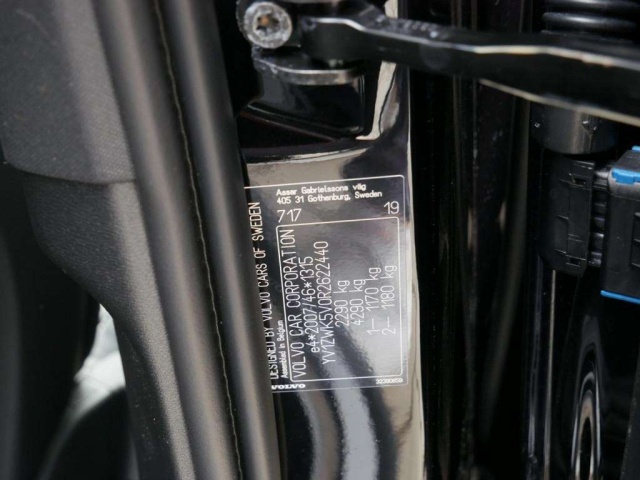 DESIGNED BY VOLVO CARS OF SWEDEN
Assembled in Belgium
Assar Gabrielssons väg
405 31 Gothenburg, Sweden
717 19
VOLVO CAR CORPORATION
e4*2007/46*1315
YV1ZWK5V0R2622440
2290 kg
4290 kg
1– 1170 kg
2– 1180 kg
VOLVO